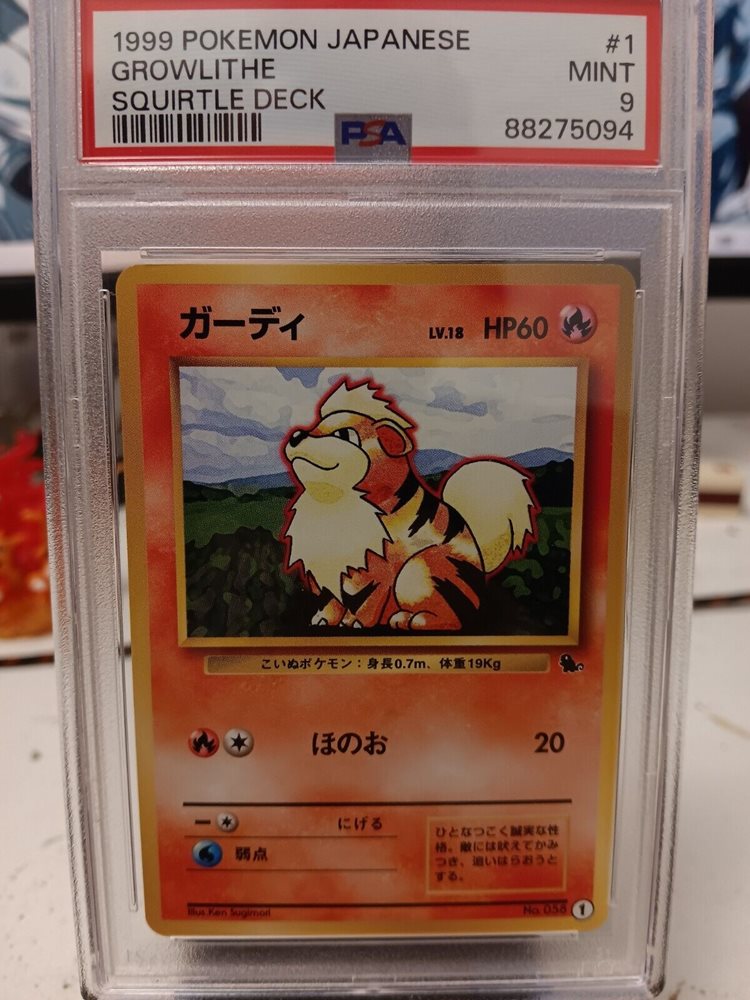 1999 POKEMON JAPANESE #1
GROWLITHE MINT
SQUIRTLE DECK 9
PSA 88275094
ガーディ LV.18 HP60
こいぬポケモン：身長0.7m、体重19Kg
ほのお 20
にげる
弱点
ひとなつこく誠実な性
格。敵には吠えてかみ
つき、追いはらおうと
する。
Illus.Ken Sugimori No.058 1